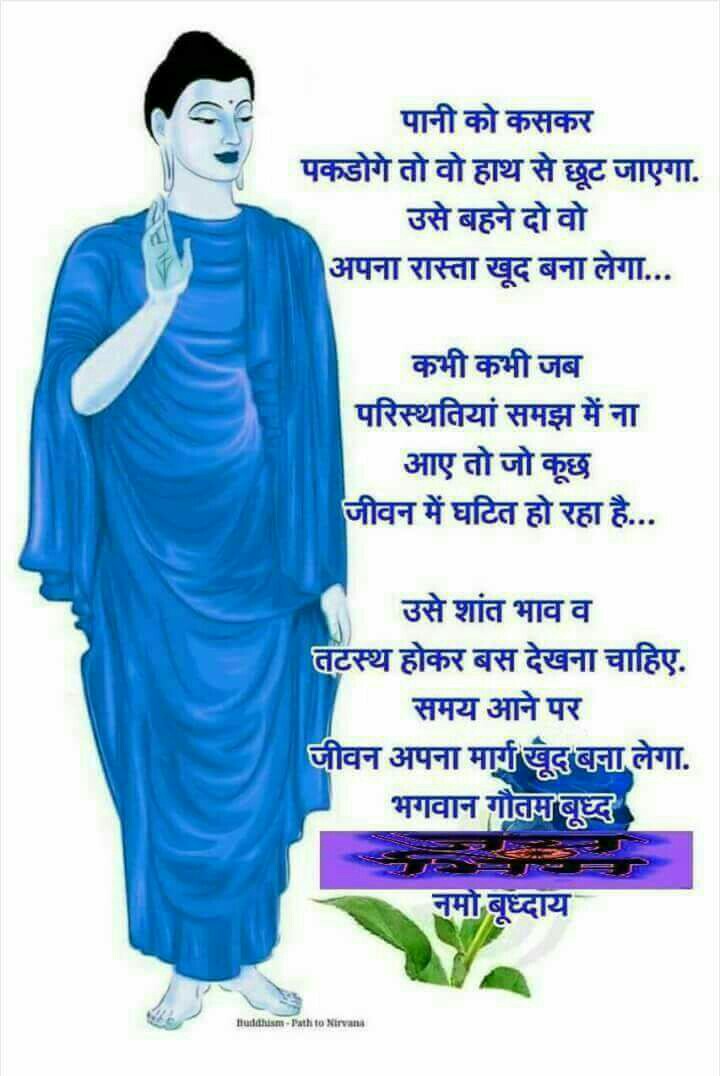 पानी को कसकर
पकडोगे तो वो हाथ से छूट जाएगा.
उसे बहने दो वो
अपना रास्ता खूद बना लेगा...
कभी कभी जब
परिस्थतियां समझ में ना
आए तो जो कूछ
जीवन में घटित हो रहा है...
उसे शांत भाव व
तटस्थ होकर बस देखना चाहिए.
समय आने पर
जीवन अपना मार्ग खूद बना लेगा.
भगवान गौतम बूध्द
नमो बूध्दाय
Buddhism - Path to Nirvana